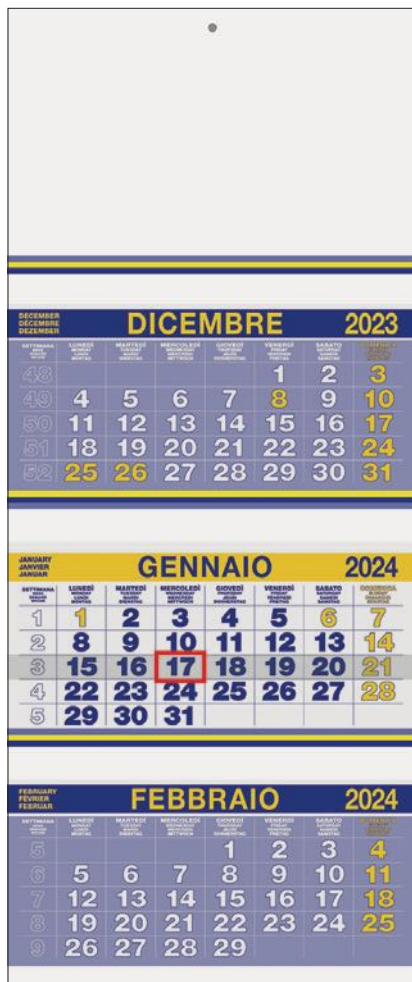 DECEMBER
DÉCEMBRE
DEZEMBER
DICEMBRE 2023
SETTIMANA LUNEDÌ MARTEDÌ MERCOLEDÌ GIOVEDÌ VENERDÌ SABATO DOMENICA
48 1 2 3
49 4 5 6 7 8 9 10
50 11 12 13 14 15 16 17
51 18 19 20 21 22 23 24
52 25 26 27 28 29 30 31
JANUARY
JANVIER
JANUAR
GENNAIO 2024
SETTIMANA LUNEDÌ MARTEDÌ MERCOLEDÌ GIOVEDÌ VENERDÌ SABATO DOMENICA
1 1 2 3 4 5 6 7
2 8 9 10 11 12 13 14
3 15 16 17 18 19 20 21
4 22 23 24 25 26 27 28
5 29 30 31
FEBRUARY
FÉVRIER
FEBRUAR
FEBBRAIO 2024
SETTIMANA LUNEDÌ MARTEDÌ MERCOLEDÌ GIOVEDÌ VENERDÌ SABATO DOMENICA
5 1 2 3 4
6 5 6 7 8 9 10 11
7 12 13 14 15 16 17 18
8 19 20 21 22 23 24 25
9 26 27 28 29